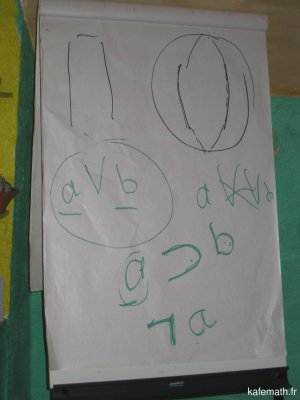 a ∨ b
a ⊃ b
¬ a
kafemath.fr